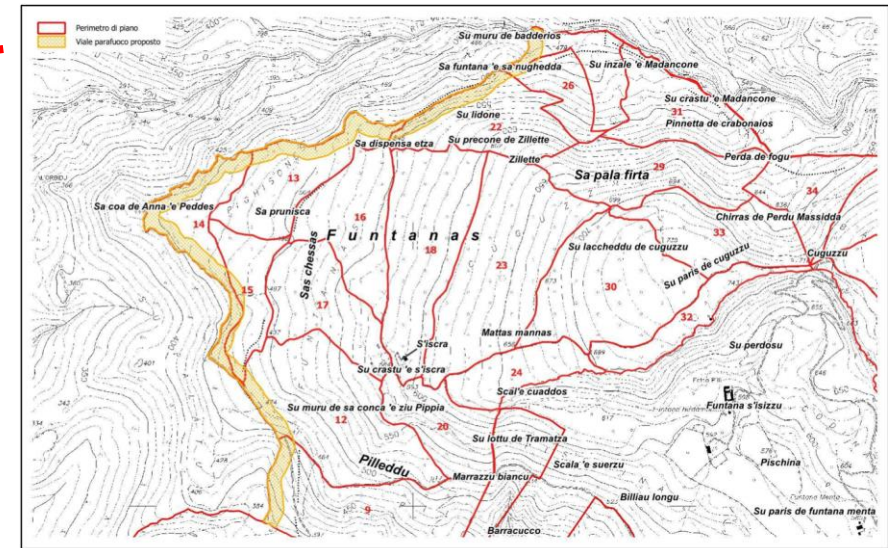 Perimetro di piano
Viale parafuoco proposto
Su muru de badderios
Sa funtana 'e sa nughedda
Su inzale 'e Madancone
26
Su crastu 'e Madancone
31
Su lidone
22
Pinnetta de crabonaios
Sa dispensa etza
Su precone de Zillette
Zillette
Perda de fogu
29
13
Sa pala firta
34
Sa coa de Anna 'e Peddes
14
Sa prunisca
16
Chirras de Perdu Massidda
33
Funtanas
Su laccheddu de cuguzzu
18
Cuguzzu
23
Sas chessas
Su paris de cuguzzu
15
17
30
32
Mattas mannas
S'iscra
Su perdosu
Su crastu 'e s'iscra
24
Scal'e cuaddos
Su muru de sa conca 'e ziu Pippia
Funtana s'isizzu
12
20
Su lottu de Tramatza
Pilleddu
Scala 'e suerzu
Pischina
Marrazzu biancu
Billiau longu
9
Su paris de funtana menta
Barracucco